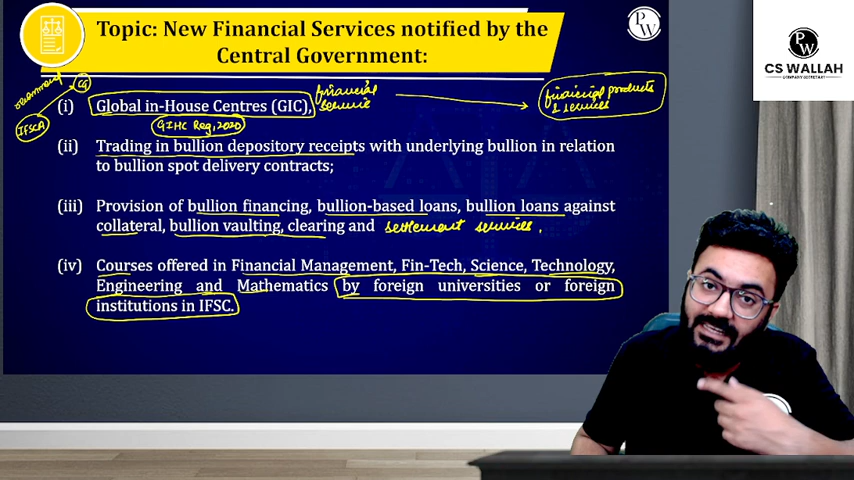 Topic: New Financial Services notified by the
Central Government:
PW
PW
CS WALLAH
COMPANY SECRETARY
recommend
CG
IFSCA
(i) Global in-House Centres (GIC), financial service
financial products & services
GIHC Reg, 2020
(ii) Trading in bullion depository receipts with underlying bullion in relation
to bullion spot delivery contracts;
(iii) Provision of bullion financing, bullion-based loans, bullion loans against
collateral, bullion vaulting, clearing and settlement services.
(iv) Courses offered in Financial Management, Fin-Tech, Science, Technology,
Engineering and Mathematics by foreign universities or foreign
institutions in IFSC.